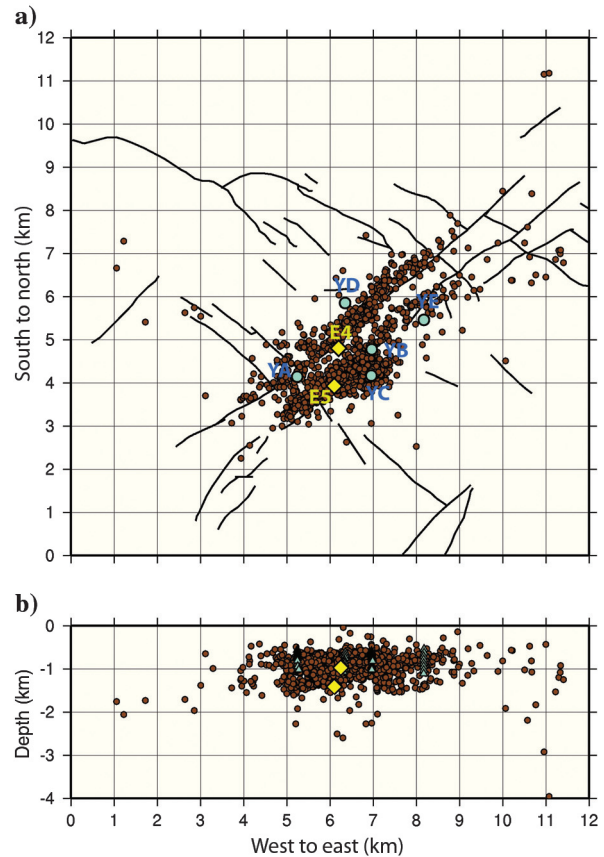 a)
12
11
10
9
8
7
6
5
4
3
2
1
0
South to north (km)
YD
YE
E4
YB
YA
YC
E5
b)
0
-1
-2
-3
-4
Depth (km)
0 1 2 3 4 5 6 7 8 9 10 11 12
West to east (km)